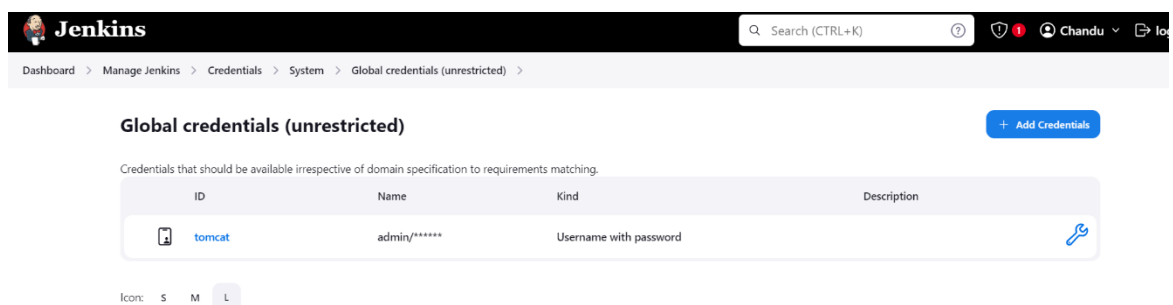 Jenkins
Search (CTRL+K) ? ! 1 Chandu log
Dashboard > Manage Jenkins > Credentials > System > Global credentials (unrestricted) >
Global credentials (unrestricted)
+ Add Credentials
Credentials that should be available irrespective of domain specification to requirements matching.
ID Name Kind Description
tomcat admin/****** Username with password
Icon: S M L